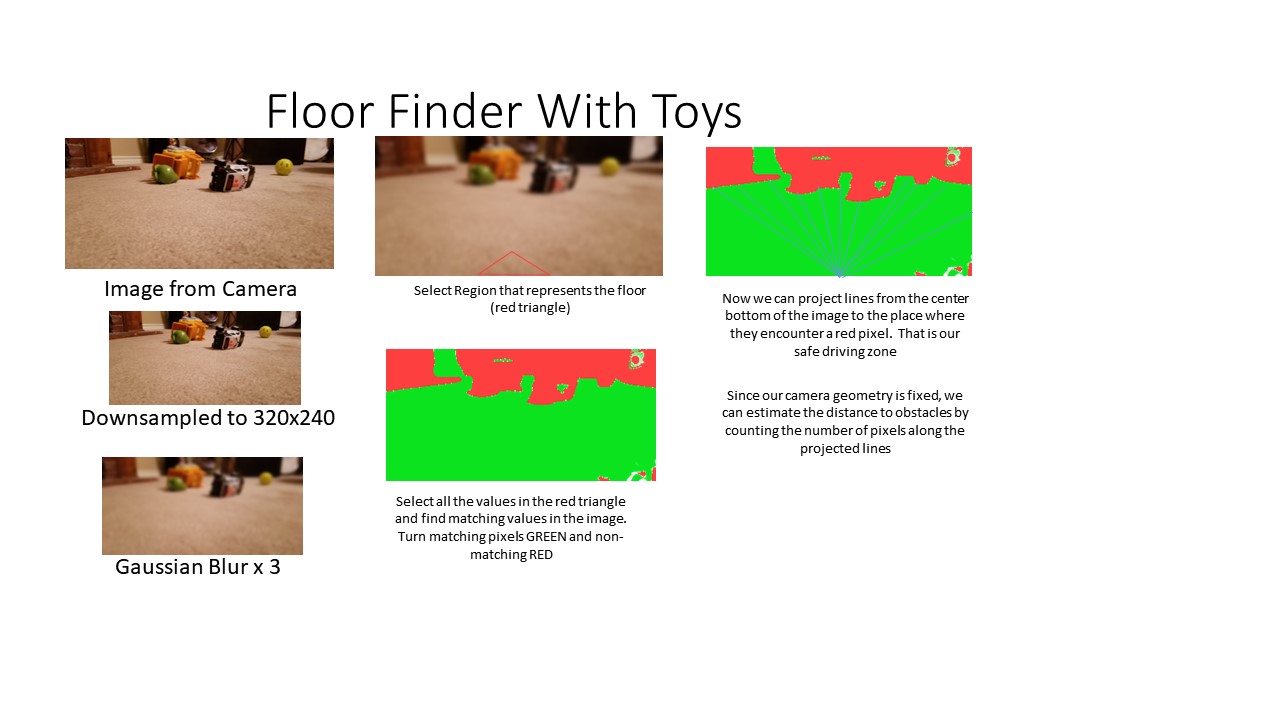 Floor Finder With Toys
Image from Camera
Downsampled to 320x240
Gaussian Blur x 3
Select Region that represents the floor
(red triangle)
Select all the values in the red triangle
and find matching values in the image.
Turn matching pixels GREEN and non-
matching RED
Now we can project lines from the center
bottom of the image to the place where
they encounter a red pixel.  That is our
safe driving zone
Since our camera geometry is fixed, we
can estimate the distance to obstacles by
counting the number of pixels along the
projected lines